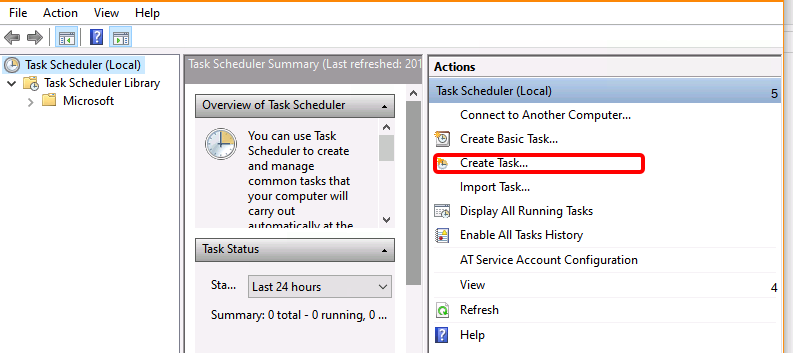 File Action View Help
Task Scheduler (Local)
Task Scheduler Library
Microsoft
Task Scheduler Summary (Last refreshed: 201
Overview of Task Scheduler
You can use Task
Scheduler to create
and manage
common tasks that
your computer will
carry out
automatically at the
Task Status
Sta... Last 24 hours
Summary: 0 total - 0 running, 0 ...
Actions
Task Scheduler (Local)
Connect to Another Computer...
Create Basic Task...
Create Task...
Import Task...
Display All Running Tasks
Enable All Tasks History
AT Service Account Configuration
View
Refresh
Help